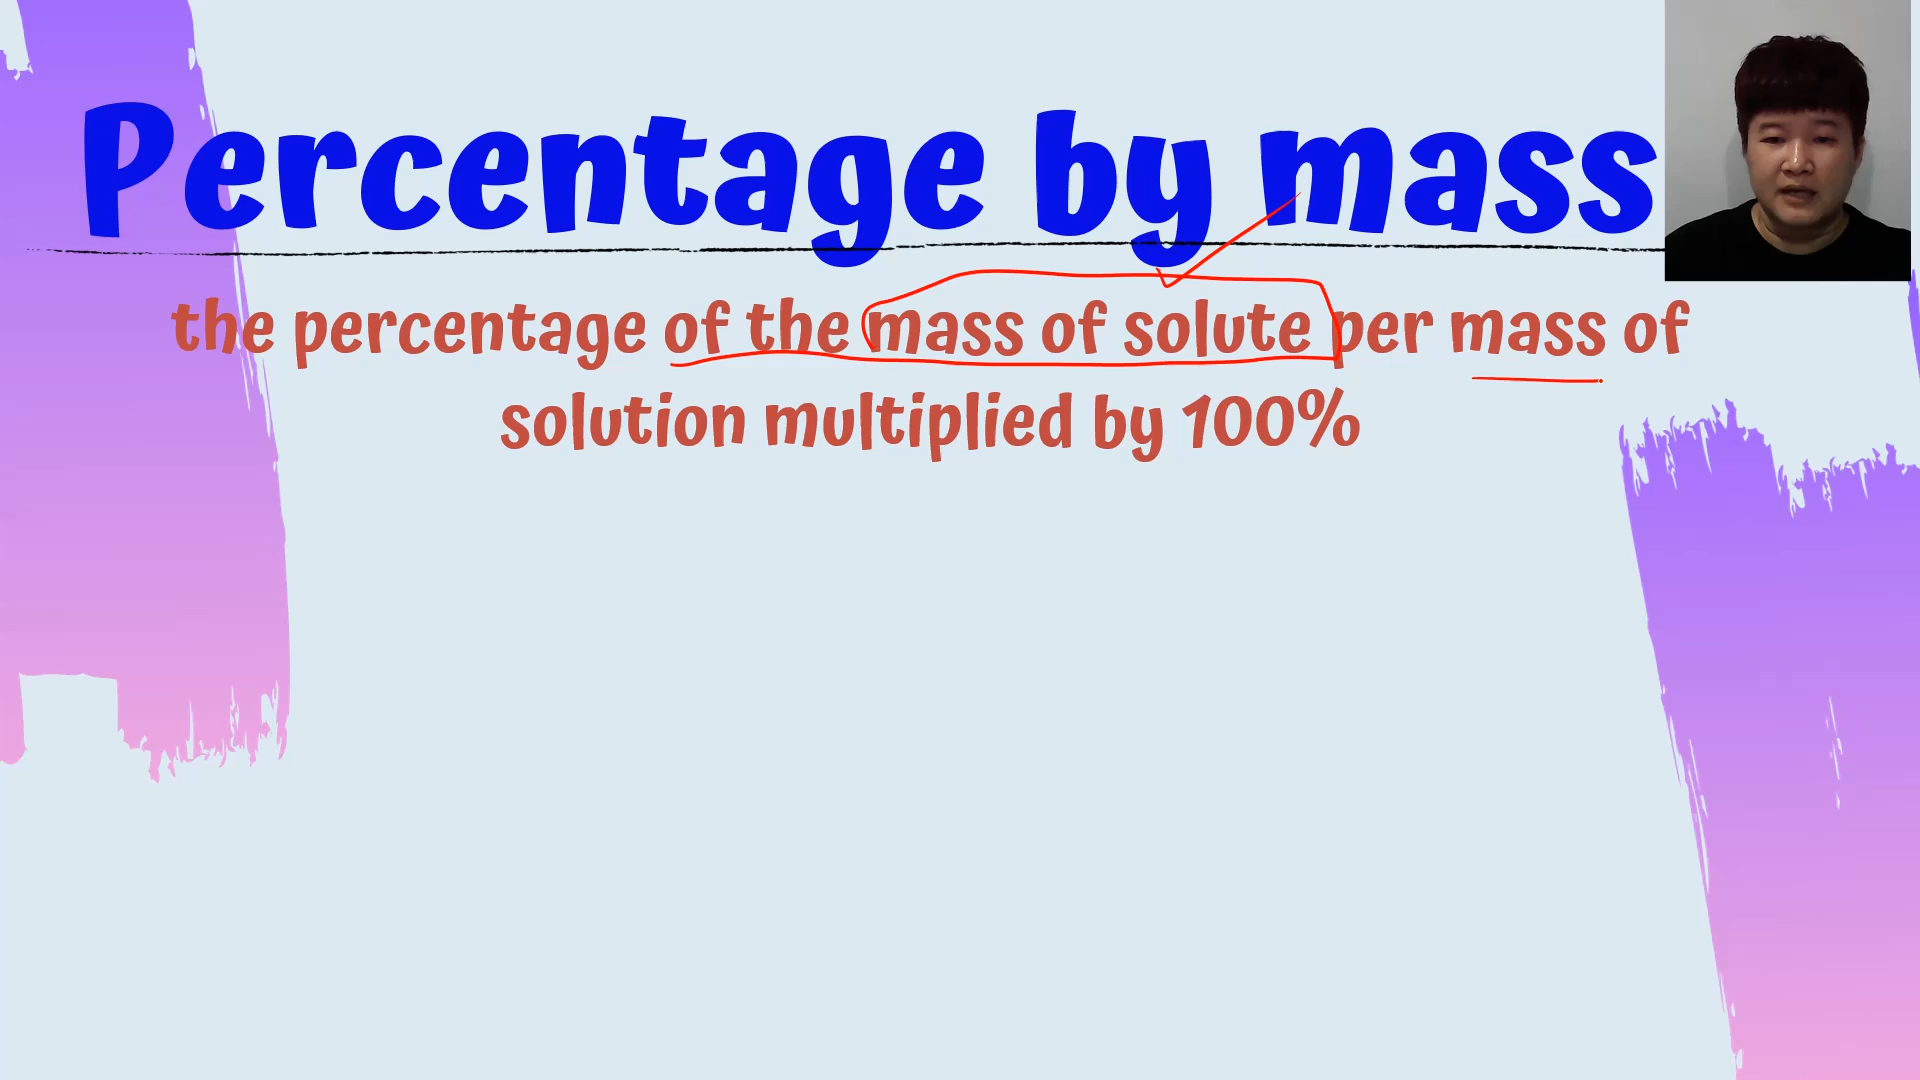 Percentage by mass
the percentage of the mass of solute per mass of
solution multiplied by 100%